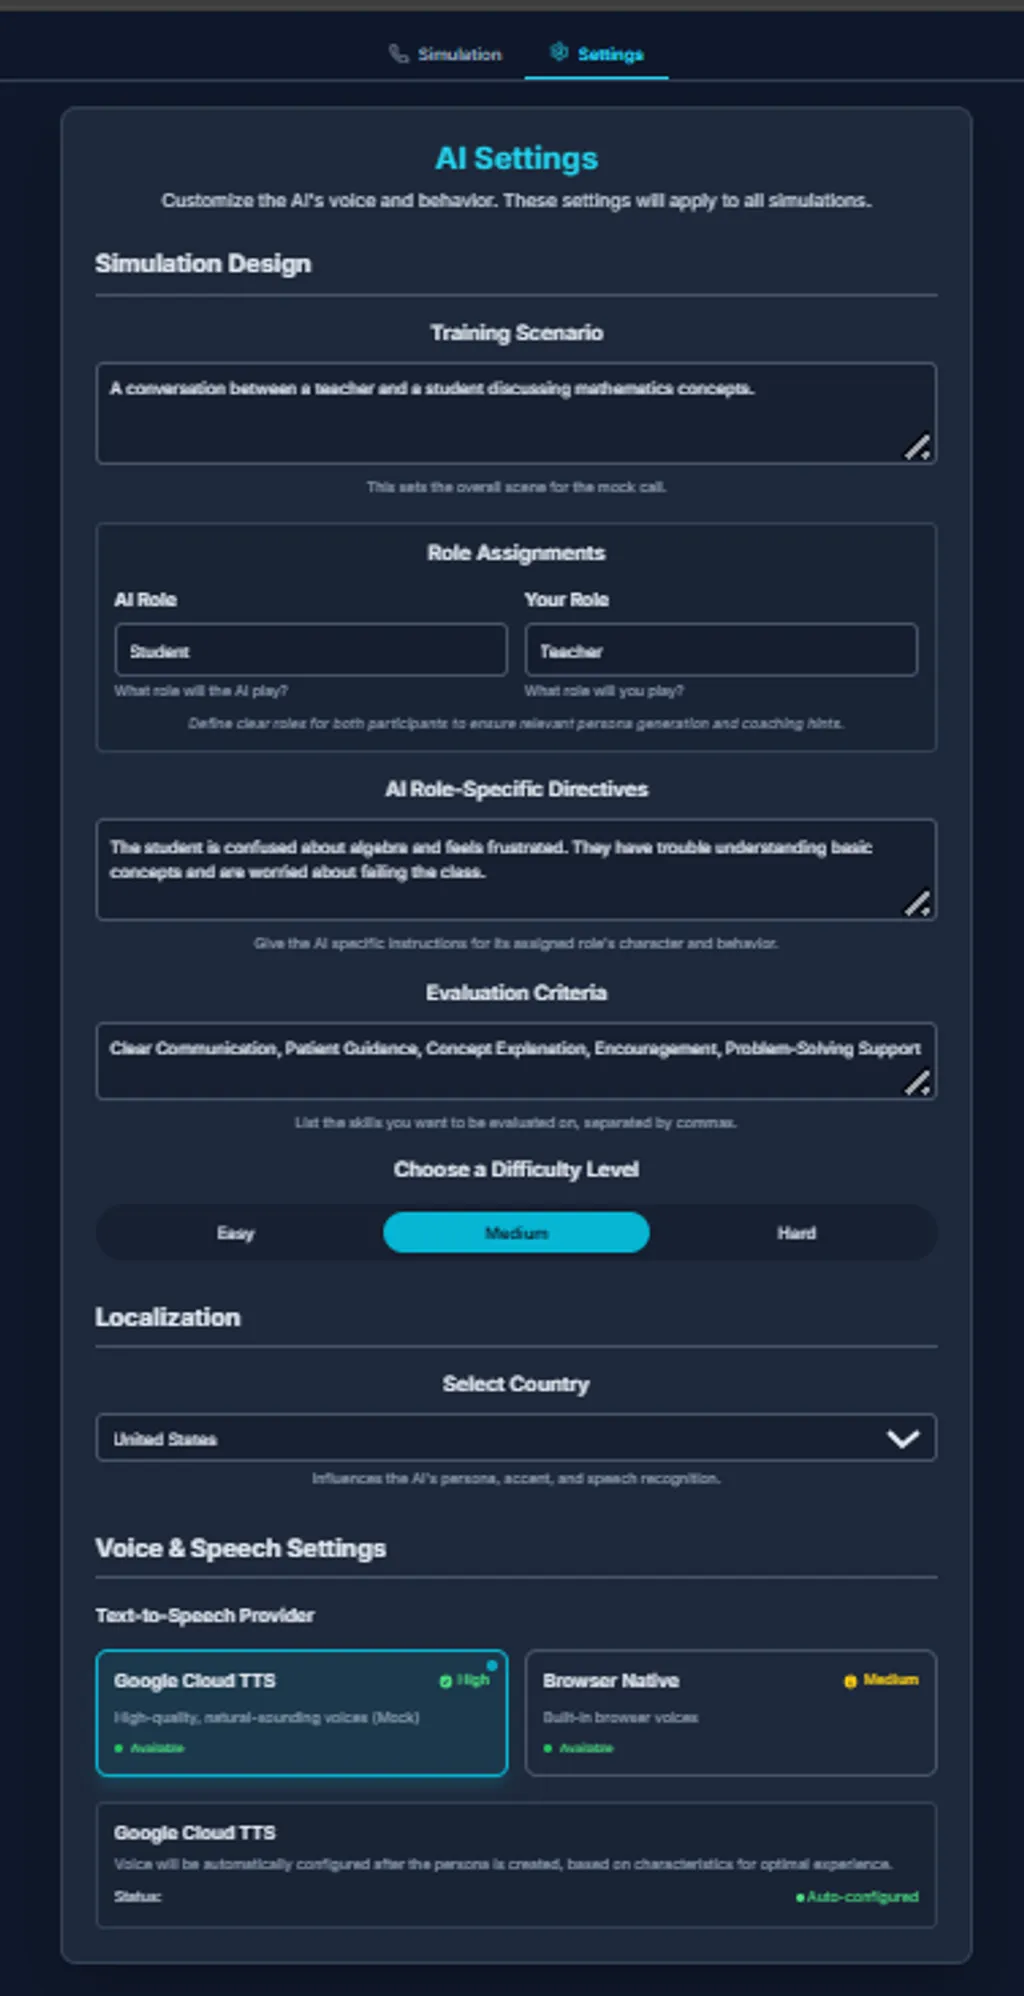 Simulation
Settings
AI Settings
Customize the AI's voice and behavior. These settings will apply to all simulations.
Simulation Design
Training Scenario
A conversation between a teacher and a student discussing mathematics concepts.
This sets the overall scene for the mock call.
Role Assignments
AI Role
Your Role
Student
Teacher
What role will the AI play?
What role will you play?
Define clear roles for both participants to ensure relevant persona generation and coaching hints.
AI Role-Specific Directives
The student is confused about algebra and feels frustrated. They have trouble understanding basic
concepts and are worried about failing the class.
Give the AI specific instructions for its assigned role's character and behavior.
Evaluation Criteria
Clear Communication, Patient Guidance, Concept Explanation, Encouragement, Problem-Solving Support
List the skills you want to be evaluated on, separated by commas.
Choose a Difficulty Level
Easy
Medium
Hard
Localization
Select Country
United States
Influences the AI's persona, accent, and speech recognition.
Voice & Speech Settings
Text-to-Speech Provider
Google Cloud TTS
High
High-quality, natural-sounding voices (Mock)
Available
Browser Native
Medium
Built-in browser voices
Available
Google Cloud TTS
Voice will be automatically configured after the persona is created, based on characteristics for optimal experience.
Status:
Auto-configured